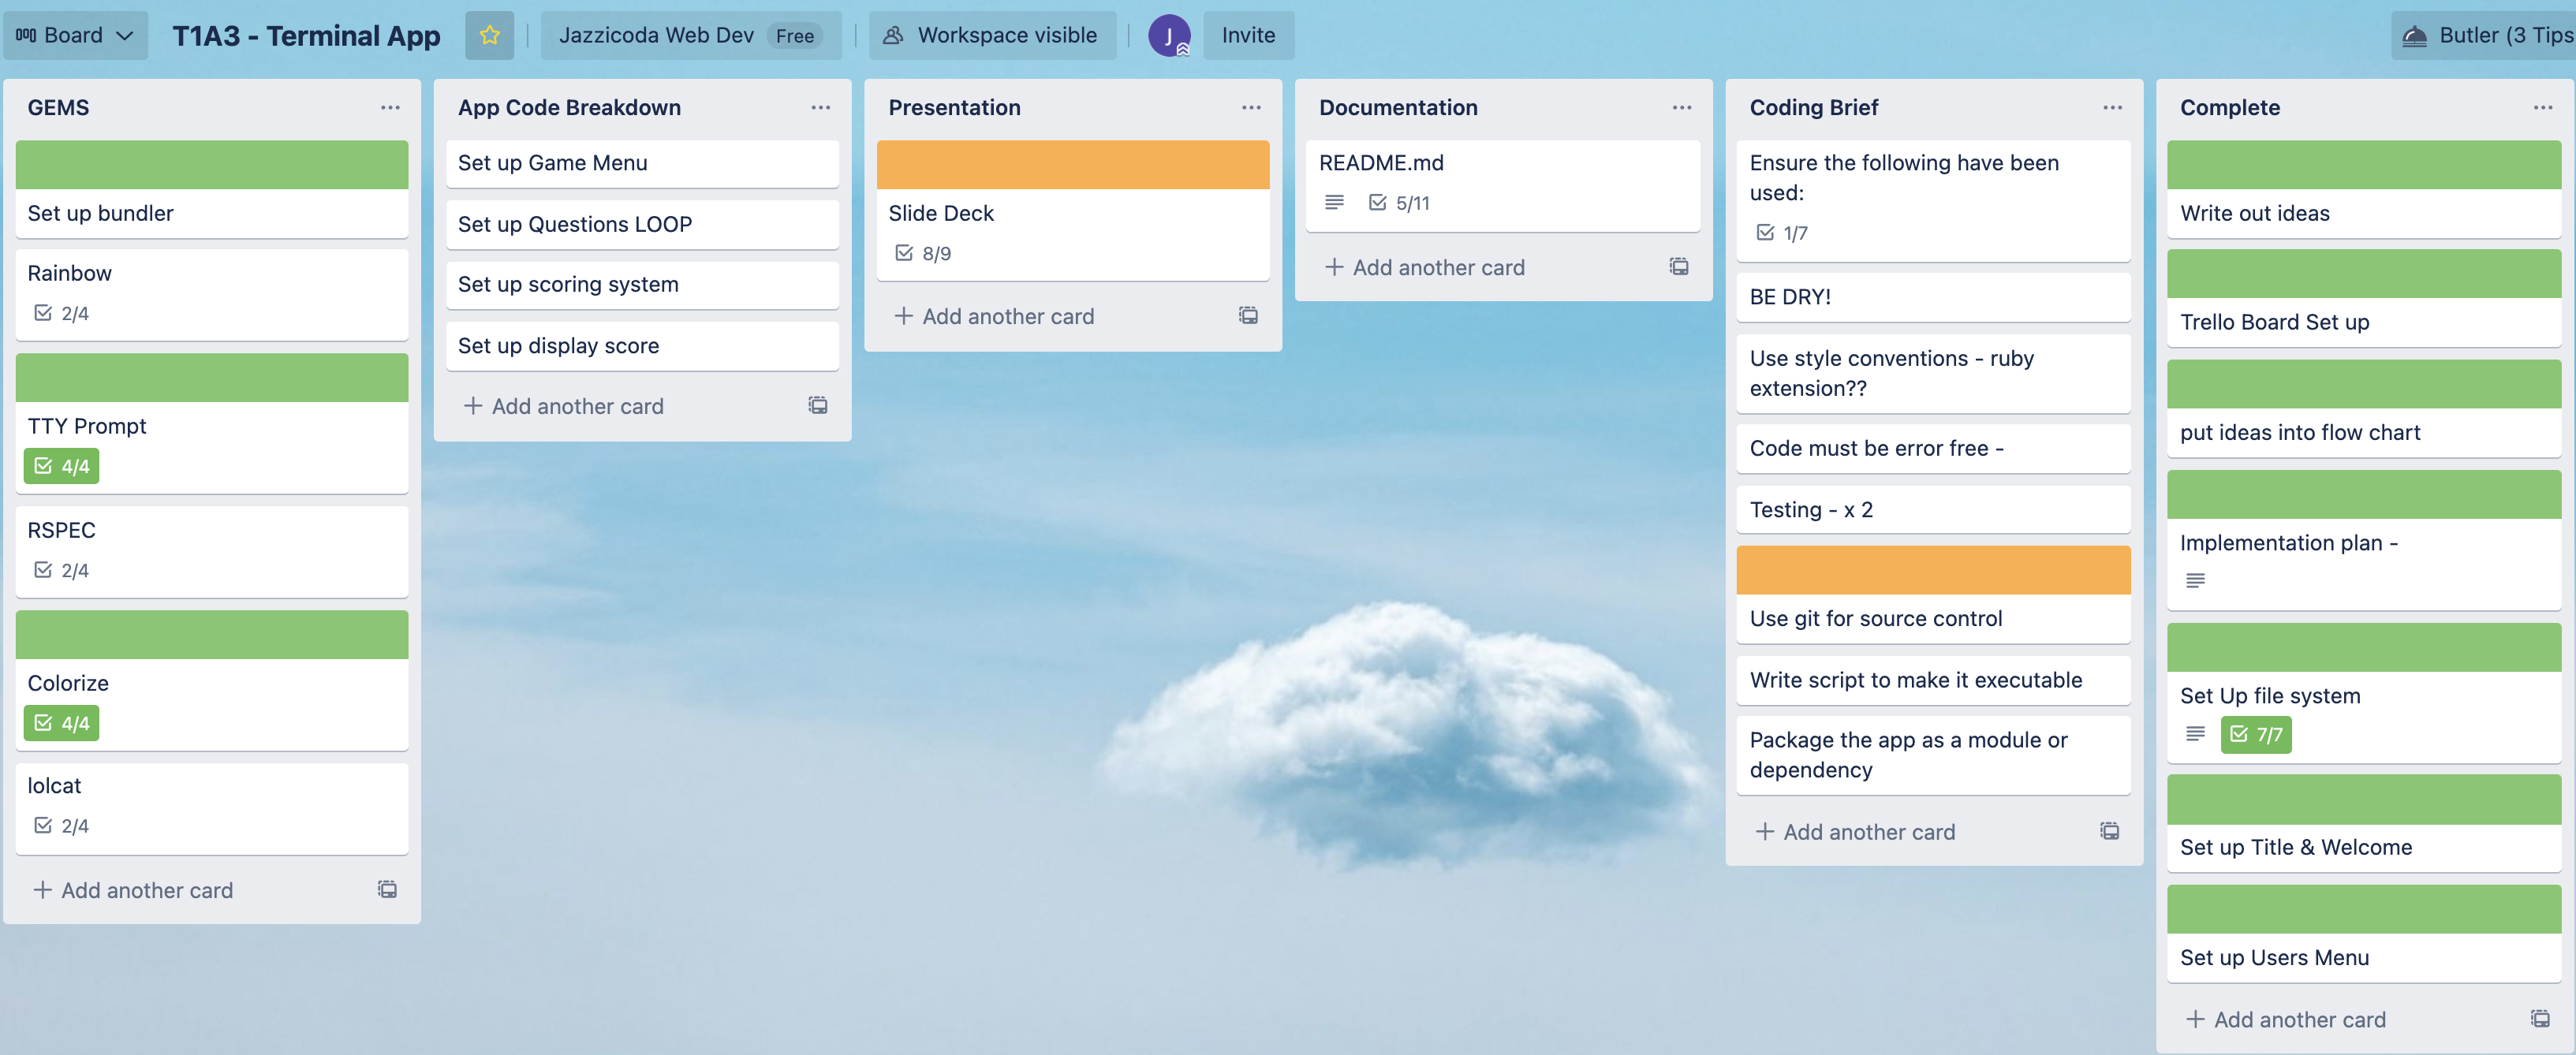 Board
T1A3 - Terminal App
Jazzicoda Web Dev Free
Workspace visible
J
Invite
Butler (3 Tips
GEMS
Set up bundler
Rainbow
2/4
TTY Prompt
4/4
RSPEC
2/4
Colorize
4/4
lolcat
2/4
+ Add another card
App Code Breakdown
Set up Game Menu
Set up Questions LOOP
Set up scoring system
Set up display score
+ Add another card
Presentation
Slide Deck
8/9
+ Add another card
Documentation
README.md
5/11
+ Add another card
Coding Brief
Ensure the following have been
used:
1/7
BE DRY!
Use style conventions - ruby
extension??
Code must be error free -
Testing - x 2
Use git for source control
Write script to make it executable
Package the app as a module or
dependency
+ Add another card
Complete
Write out ideas
Trello Board Set up
put ideas into flow chart
Implementation plan -
Set Up file system
7/7
Set up Title & Welcome
Set up Users Menu
+ Add another card